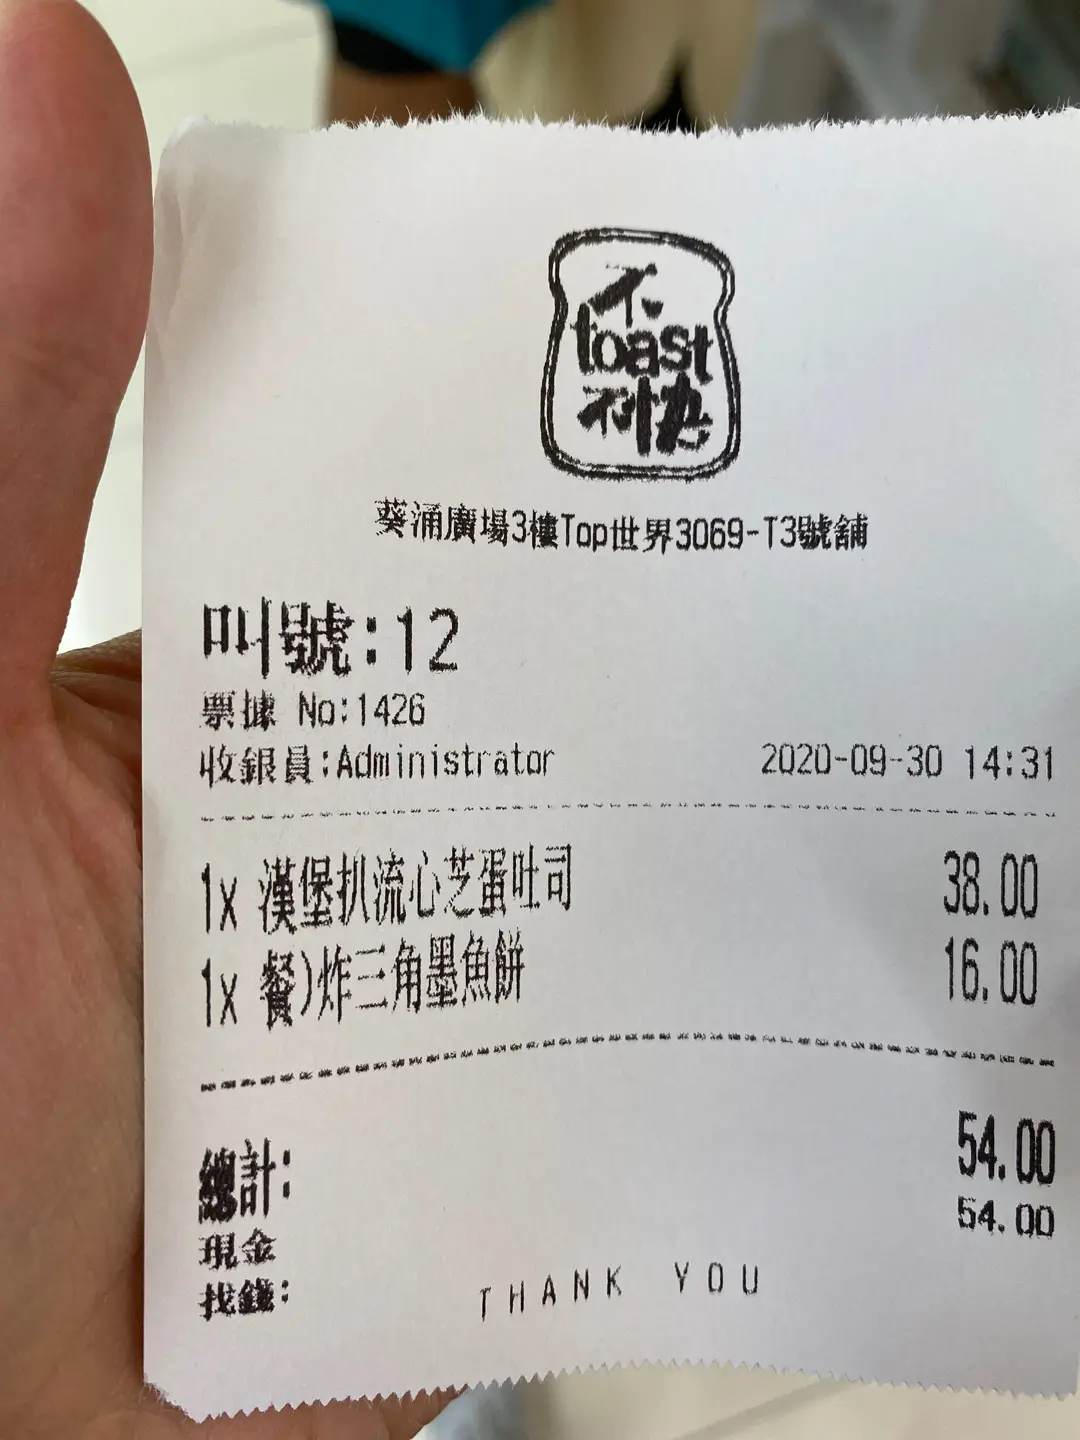 不
toast
不快
葵涌廣場3樓Top世界3069-T3號舖
叫號:12
票據 No:1426
收銀員:Administrator 2020-09-30 14:31
1x 漢堡扒流心芝蛋吐司 38.00
1x 餐)炸三角墨魚餅 16.00
總計: 54.00
現金 54.00
找錢:
THANK YOU